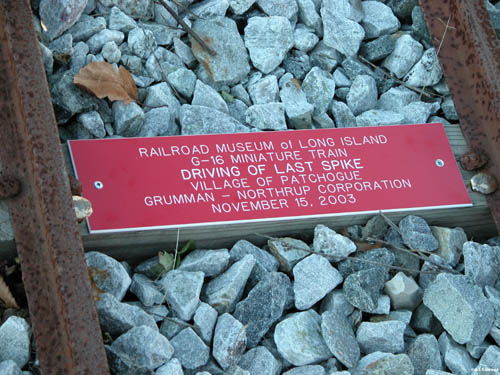 RAILROAD MUSEUM of LONG ISLAND
G-16 MINIATURE TRAIN
DRIVING OF LAST SPIKE
VILLAGE OF PATCHOGUE
GRUMMAN - NORTHRUP CORPORATION
NOVEMBER 15, 2003